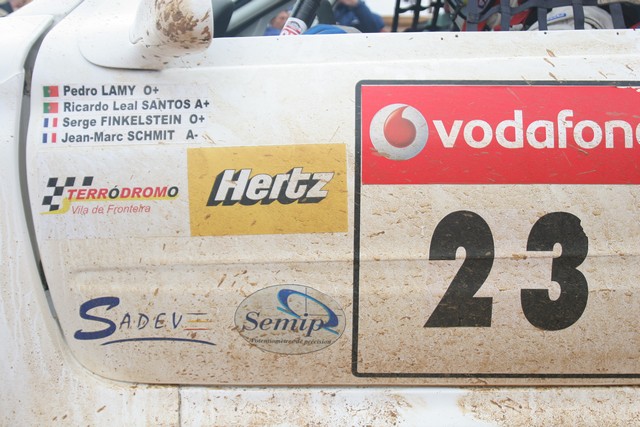 Pedro LAMY O+
Ricardo Leal SANTOS A+
Serge FINKELSTEIN O+
Jean-Marc SCHMIT A-
TERRÓDROMO
Vila de Fronteira
Hertz
vodafone
23
SADEV
Semip